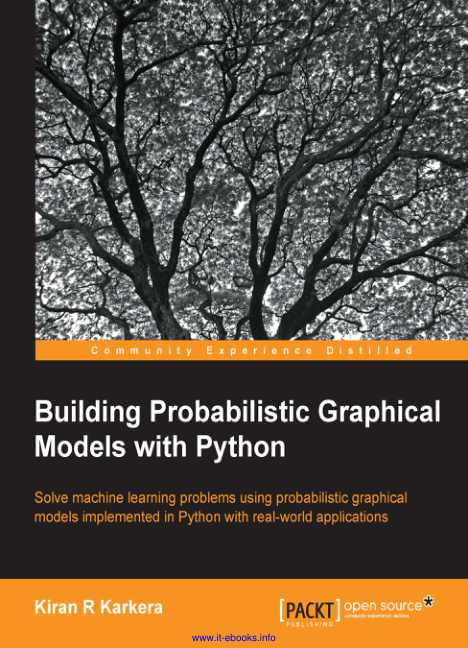 Community Experience Distilled
Building Probabilistic Graphical
Models with Python
Solve machine learning problems using probabilistic graphical
models implemented in Python with real-world applications
Kiran R Karkera
[PACKT] open source*
PUBLISHING community experience distilled
www.it-ebooks.info